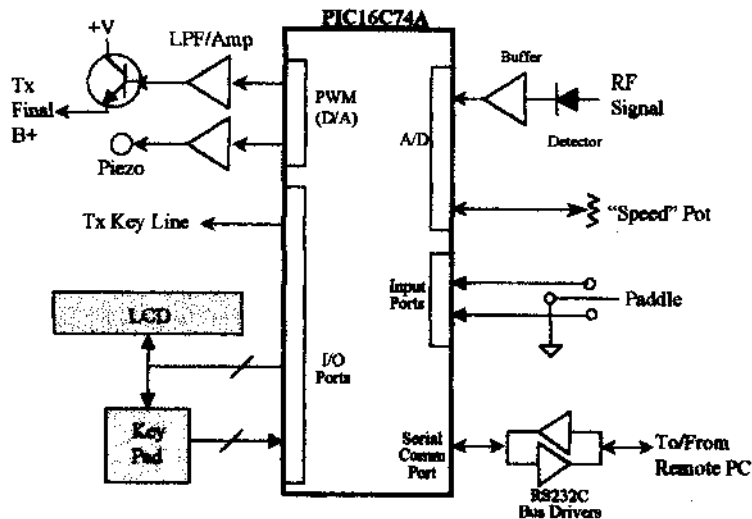 PIC16C74A
+V
LPF/Amp
Tx
Final
B+
PWM
(D/A)
Piezo
Buffer
RF
Signal
A/D
Detector
Tx Key Line
"Speed" Pot
Input
Ports
Paddle
LCD
I/O
Ports
Key
Pad
Serial
Comm
Port
To/From
Remote PC
RS232C
Bus Drivers